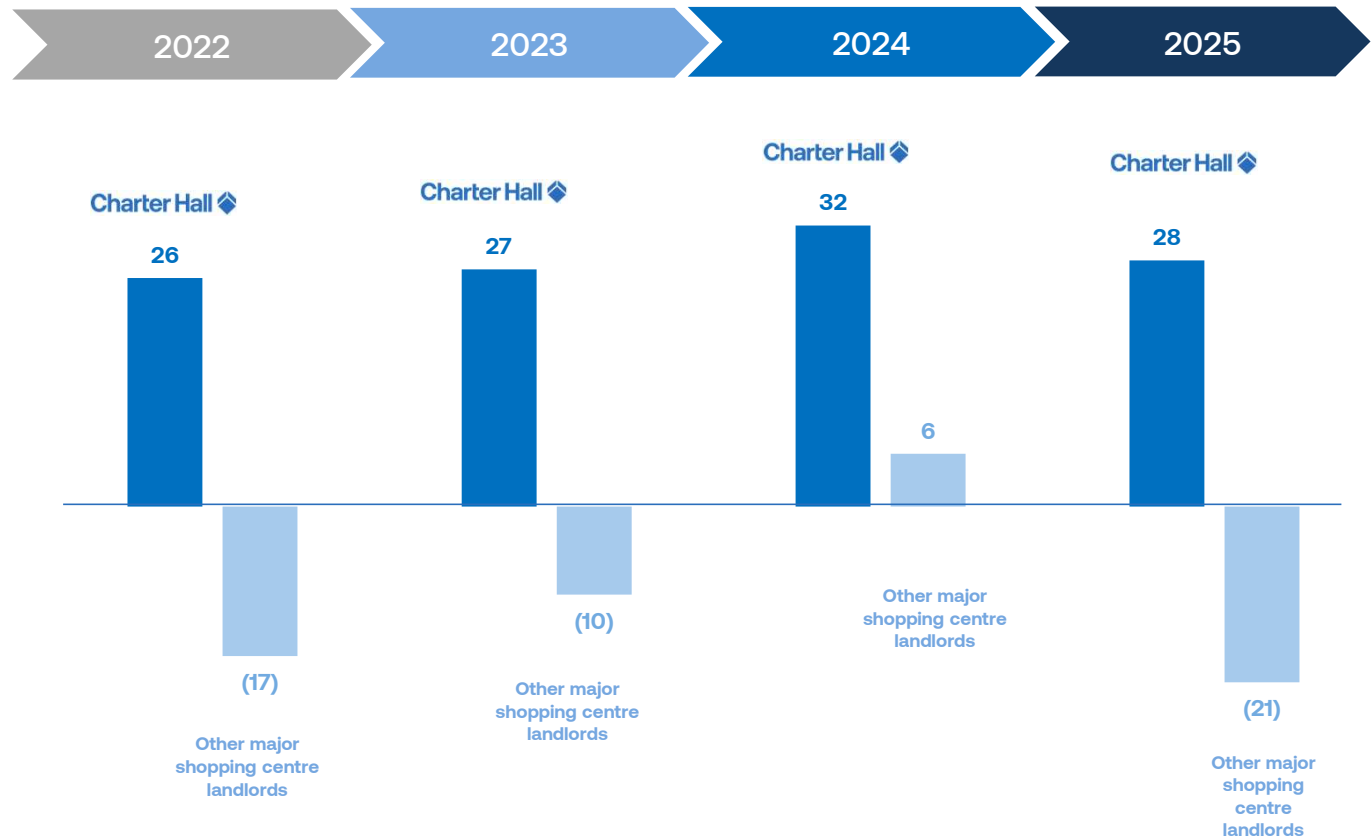 2022
2023
2024
2025
Charter Hall
26
(17)
Other major
shopping centre
landlords
Charter Hall
27
(10)
Other major
shopping centre
landlords
Charter Hall
32
6
Other major
shopping centre
landlords
Charter Hall
28
(21)
Other major
shopping
centre
landlords